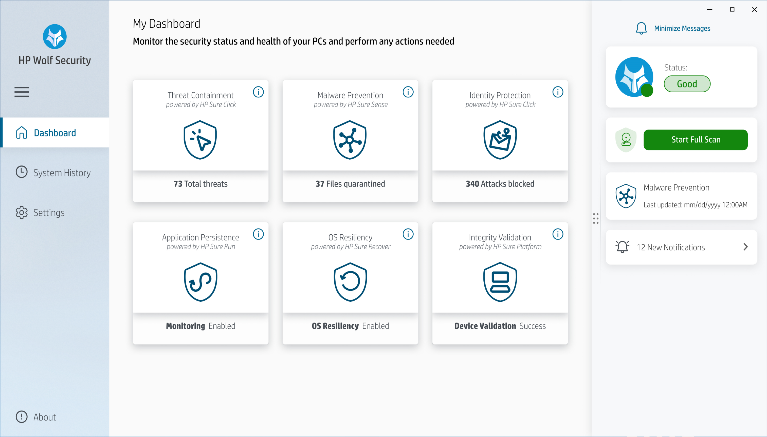 HP Wolf Security
Dashboard
System History
Settings
About
My Dashboard
Monitor the security status and health of your PCs and perform any actions needed
Threat Containment
powered by HP Sure Click
73 Total threats
Malware Prevention
powered by HP Sure Sense
37 Files quarantined
Identity Protection
powered by HP Sure Click
340 Attacks blocked
Application Persistence
powered by HP Sure Run
Monitoring Enabled
OS Resiliency
powered by HP Sure Recover
OS Resiliency Enabled
Integrity Validation
powered by HP Sure Platform
Device Validation Success
Minimize Messages
Status:
Good
Start Full Scan
Malware Prevention
Last updated: mm/dd/yyyy 12:00AM
12 New Notifications